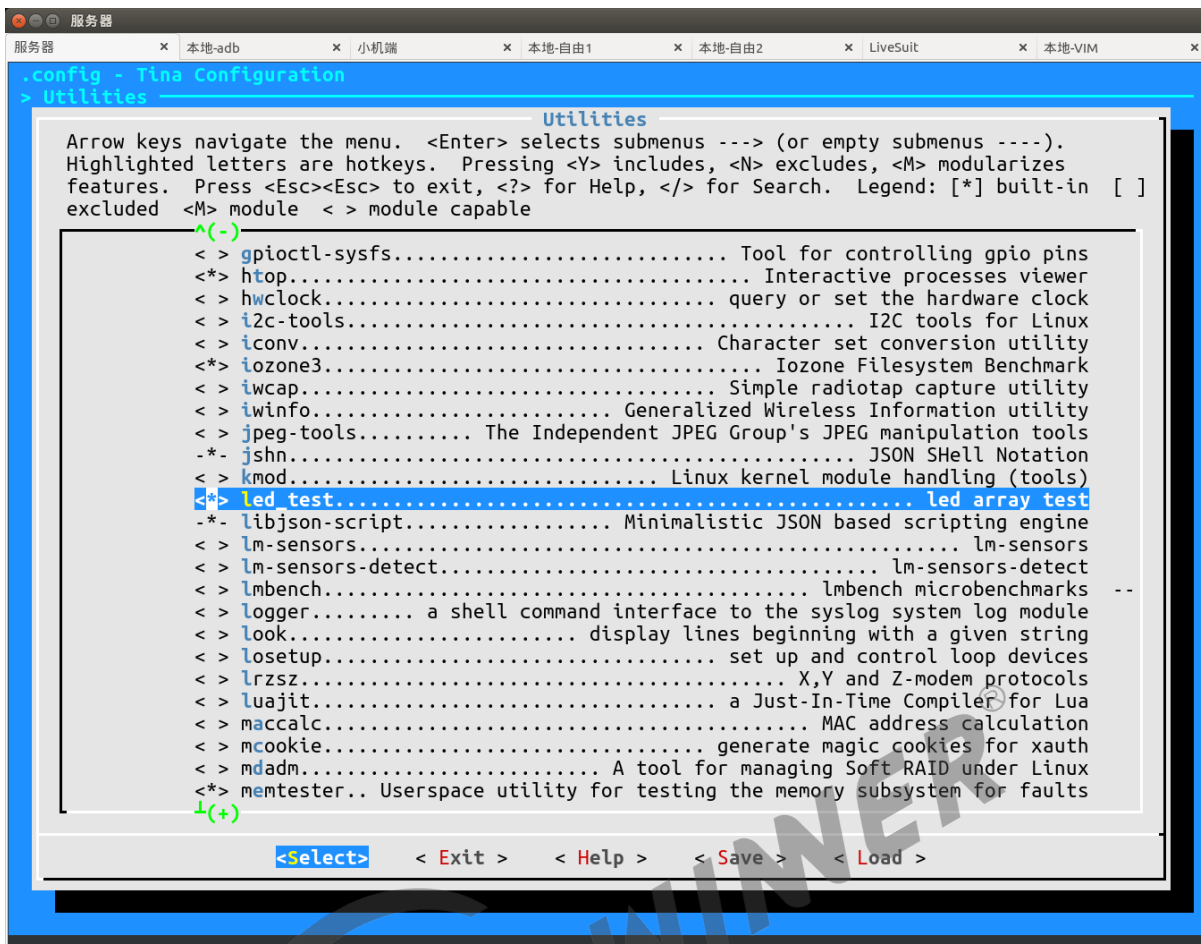 服务器
服务器 × 本地-adb × 小机端 × 本地-自由1 × 本地-自由2 × LiveSuit × 本地-VIM ×
.config - Tina Configuration
> Utilities
Utilities
Arrow keys navigate the menu.  <Enter> selects submenus ---> (or empty submenus ----).
Highlighted letters are hotkeys.  Pressing <Y> includes, <N> excludes, <M> modularizes
features.  Press <Esc><Esc> to exit, <?> for Help, </> for Search.  Legend: [*] built-in  [ ]
excluded  <M> module  < > module capable
^(-)
< > gpioctl-sysfs............................. Tool for controlling gpio pins
<*> htop................................... Interactive processes viewer
< > hwclock.................................. query or set the hardware clock
< > i2c-tools............................................ I2C tools for Linux
< > iconv................................... Character set conversion utility
<*> iozone3...................................... Iozone Filesystem Benchmark
< > iwcap.................................... Simple radiotap capture utility
< > iwinfo.......................... Generalized Wireless Information utility
< > jpeg-tools.......... The Independent JPEG Group's JPEG manipulation tools
-*- jshn................................................. JSON SHell Notation
< > kmod................................ Linux kernel module handling (tools)
<*> led_test.................................................. led array test
-*- libjson-script................. Minimalistic JSON based scripting engine
< > lm-sensors.................................................... lm-sensors
< > lm-sensors-detect...................................... lm-sensors-detect
< > lmbench.......................................... lmbench microbenchmarks  --
< > logger......... a shell command interface to the syslog system log module
< > look......................... display lines beginning with a given string
< > losetup.................................. set up and control loop devices
< > lrzsz.......................................... X,Y and Z-modem protocols
< > luajit.................................... a Just-In-Time Compiler for Lua
< > maccalc.......................................... MAC address calculation
< > mcookie................................. generate magic cookies for xauth
< > mdadm.......................... A tool for managing Soft RAID under Linux
<*> memtester.. Userspace utility for testing the memory subsystem for faults
┴(+)
<Select>    < Exit >    < Help >    < Save >    < Load >
WINNER®